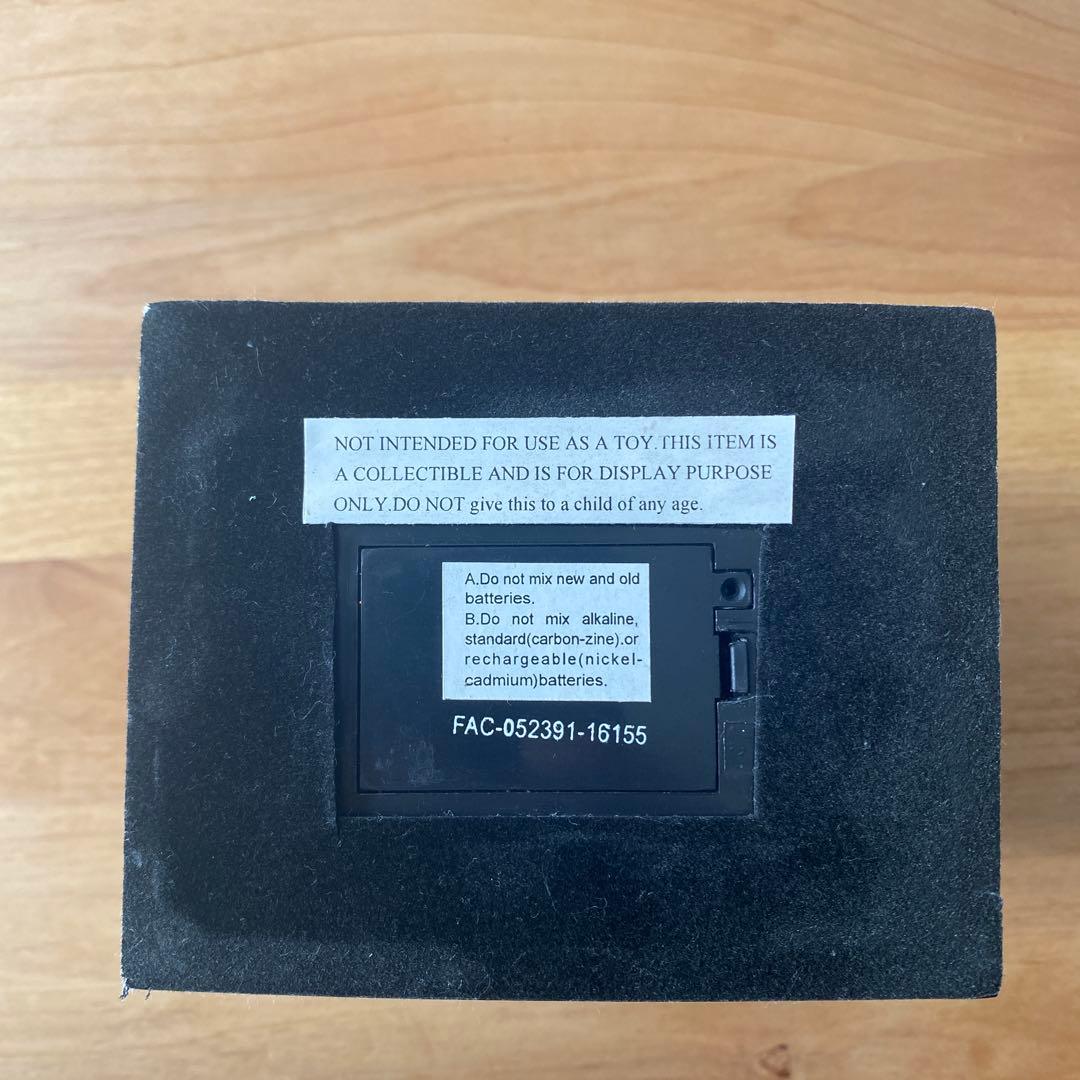 NOT INTENDED FOR USE AS A TOY.THIS ITEM IS
A COLLECTIBLE AND IS FOR DISPLAY PURPOSE
ONLY.DO NOT give this to a child of any age.
A.Do not mix new and old
batteries.
B.Do not mix alkaline,
standard(carbon-zine).or
rechargeable(nickel-
cadmium)batteries.
FAC-052391-16155